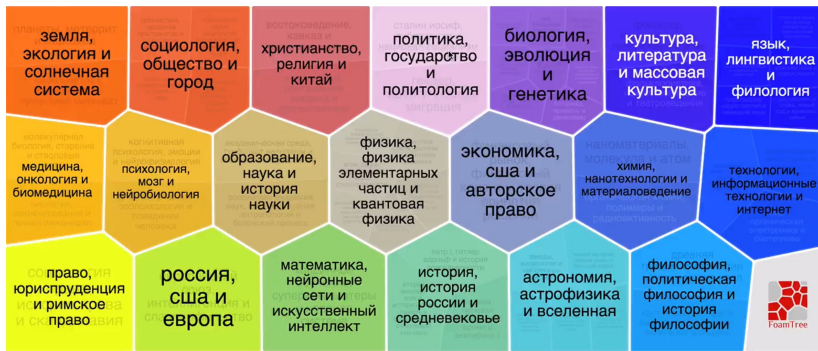 земля,
экология и
солнечная
система
социология,
общество и
город
христианство,
религия и
китай
политика,
государство
и
политология
биология,
эволюция
и
генетика
культура,
литература
и массовая
культура
язык,
лингвистика
и
филология
медицина,
онкология и
биомедицина
психология,
мозг и
нейробиология
образование,
наука и
история
науки
физика,
физика
элементарных
частиц и
квантовая
физика
экономика,
сша и
авторское
право
химия,
нанотехнологии и
материаловедение
технологии,
информационные
технологии и
интернет
право,
юриспруденция
и римское
право
россия,
сша и
европа
математика,
нейронные
сети и
искусственный
интеллект
история,
история
россии и
средневековье
астрономия,
астрофизика
и вселенная
философия,
политическая
философия и
история
философии
FoamTree